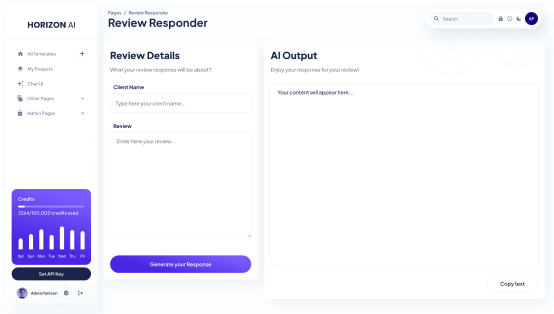 HORIZON AI
All Templates
My Projects
Chat UI
Other Pages
Admin Pages
Credits
3264/100,000 credits used
Sat Sun Mon Tue Wed Thu Fri
Set API Key
Adela Parkson
Pages / Review Responder
Review Responder
Search
AP
Review Details
What your review response will be about?
Client Name
Type here your client name...
Review
Enter here your review...
Generate your Response
AI Output
Enjoy your response for your review!
Your content will appear here...
Copy text